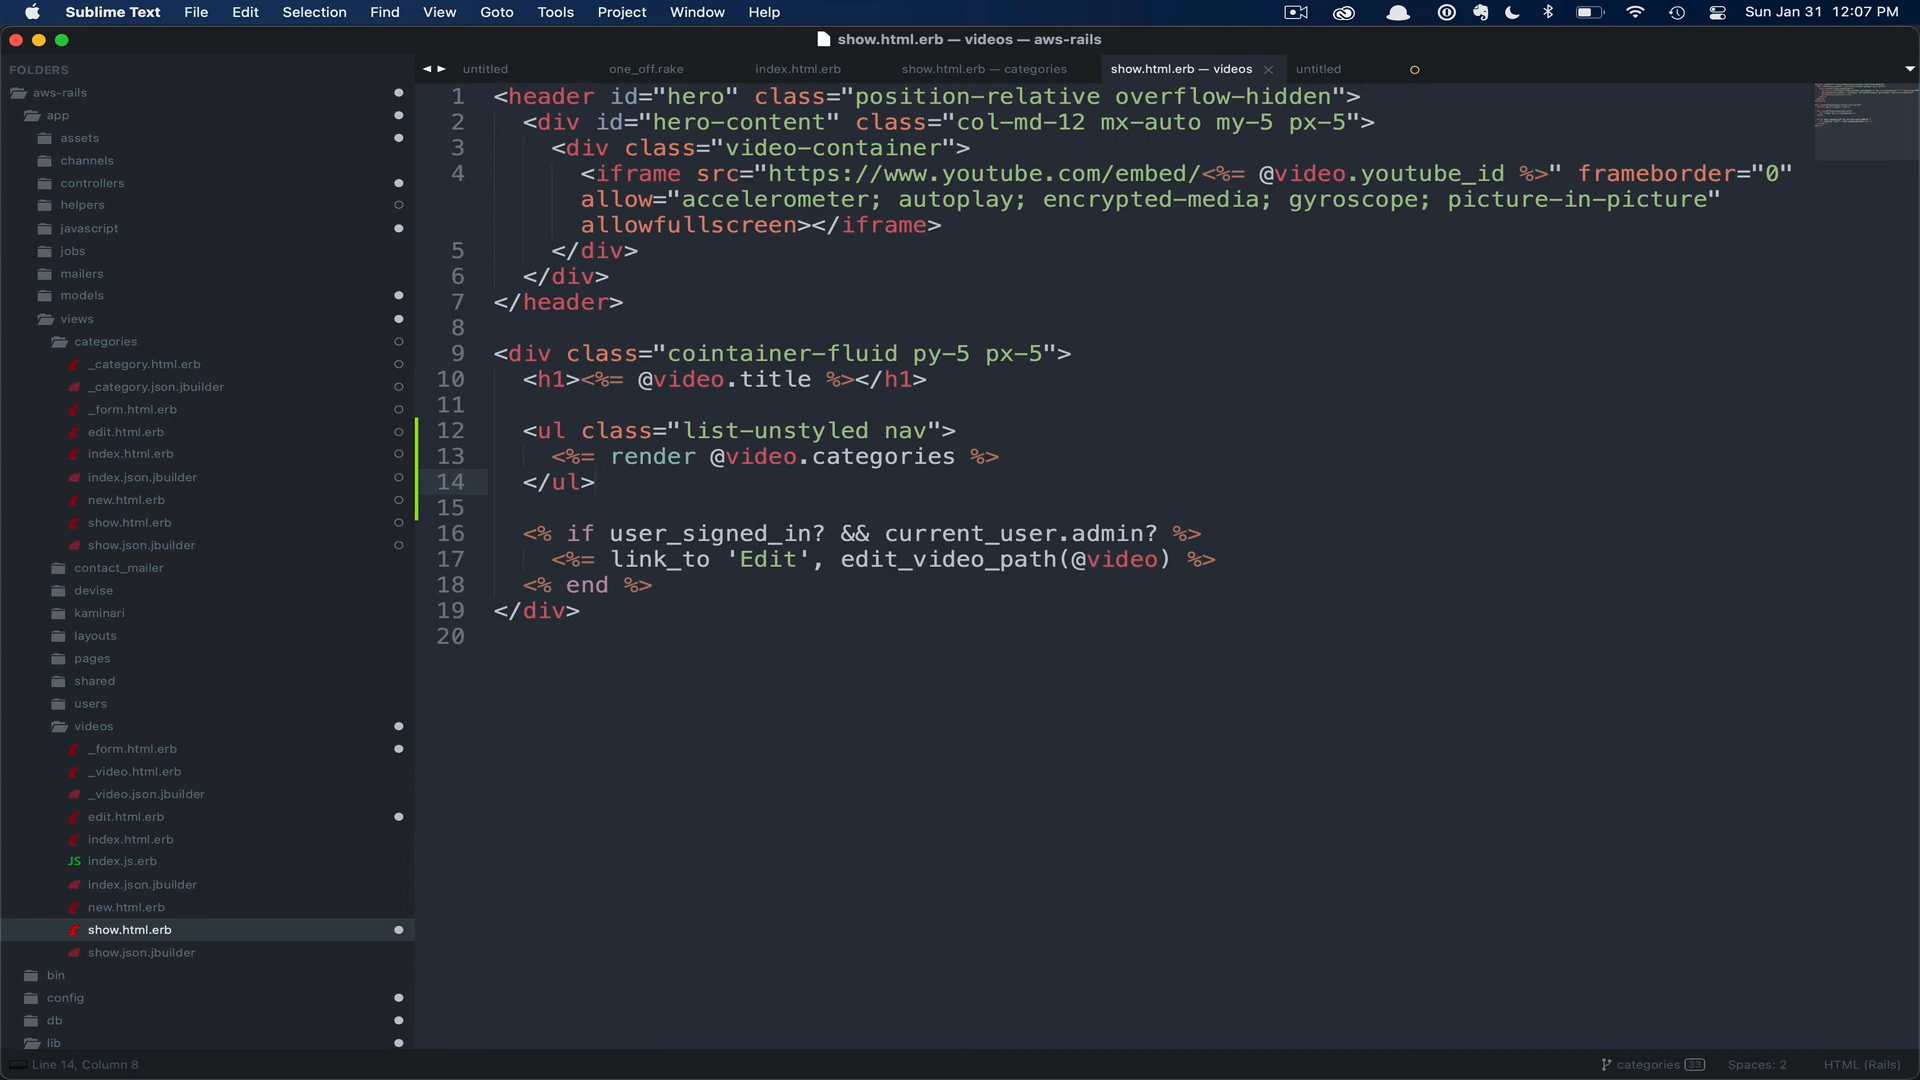 Sublime Text File Edit Selection Find View Goto Tools Project Window Help Sun Jan 31 12:07 PM
show.html.erb — videos — aws-rails
FOLDERS
aws-rails
app
assets
channels
controllers
helpers
javascript
jobs
mailers
models
views
categories
_category.html.erb
_category.json.jbuilder
_form.html.erb
edit.html.erb
index.html.erb
index.json.jbuilder
new.html.erb
show.html.erb
show.json.jbuilder
contact_mailer
devise
kaminari
layouts
pages
shared
users
videos
_form.html.erb
_video.html.erb
_video.json.jbuilder
edit.html.erb
index.html.erb
JS index.js.erb
index.json.jbuilder
new.html.erb
show.html.erb
show.json.jbuilder
bin
config
db
lib
untitled one_off.rake index.html.erb show.html.erb — categories show.html.erb — videos untitled
1 <header id="hero" class="position-relative overflow-hidden">
2 <div id="hero-content" class="col-md-12 mx-auto my-5 px-5">
3 <div class="video-container">
4 <iframe src="https://www.youtube.com/embed/<%= @video.youtube_id %>" frameborder="0"
allow="accelerometer; autoplay; encrypted-media; gyroscope; picture-in-picture"
allowfullscreen></iframe>
5 </div>
6 </div>
7 </header>
8
9 <div class="cointainer-fluid py-5 px-5">
10 <h1><%= @video.title %></h1>
11
12 <ul class="list-unstyled nav">
13 <%= render @video.categories %>
14 </ul>
15
16 <% if user_signed_in? && current_user.admin? %>
17 <%= link_to 'Edit', edit_video_path(@video) %>
18 <% end %>
19 </div>
20
Line 14, Column 8 categories 33 Spaces: 2 HTML (Rails)